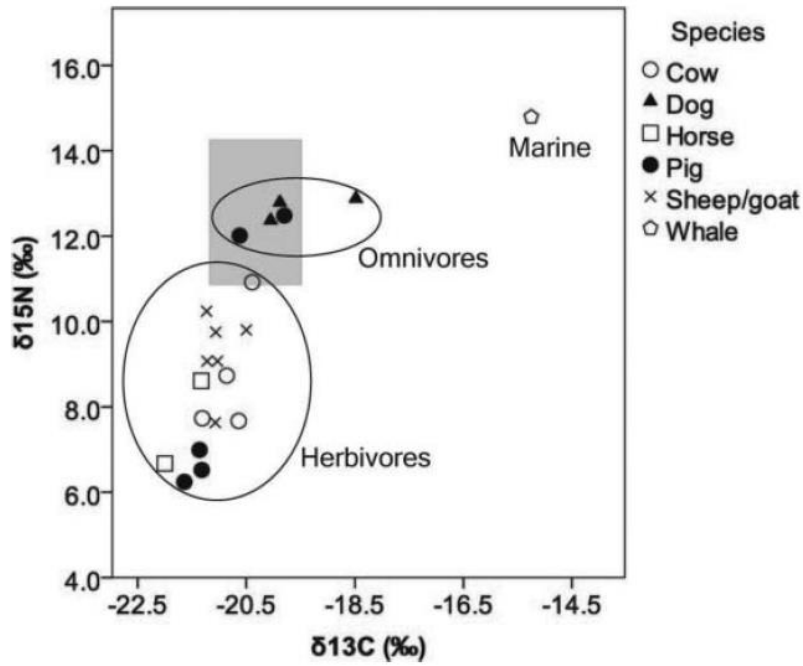 16.0
14.0
12.0
10.0
8.0
6.0
4.0
δ15N (‰)
-22.5
-20.5
-18.5
-16.5
-14.5
δ13C (‰)
Marine
Omnivores
Herbivores
Species
Cow
Dog
Horse
Pig
Sheep/goat
Whale